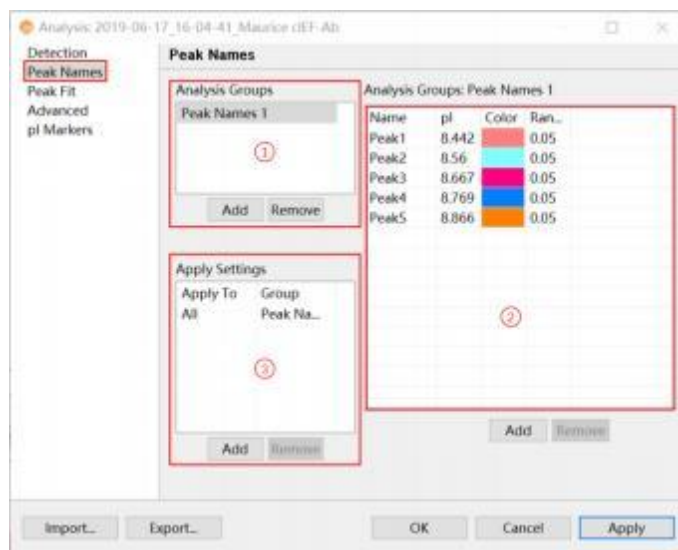 Analysis: 2019-06-17_16-04-41_Maurice cIEF-Ab
Detection
Peak Names
Peak Fit
Advanced
pI Markers
Peak Names
Analysis Groups
Peak Names 1
①
Add Remove
Apply Settings
Apply To Group
All Peak Na...
③
Add Remove
Analysis Groups: Peak Names 1
Name pI Color Ran...
Peak1 8.442 0.05
Peak2 8.56 0.05
Peak3 8.667 0.05
Peak4 8.769 0.05
Peak5 8.866 0.05
②
Add Remove
Import... Export... OK Cancel Apply